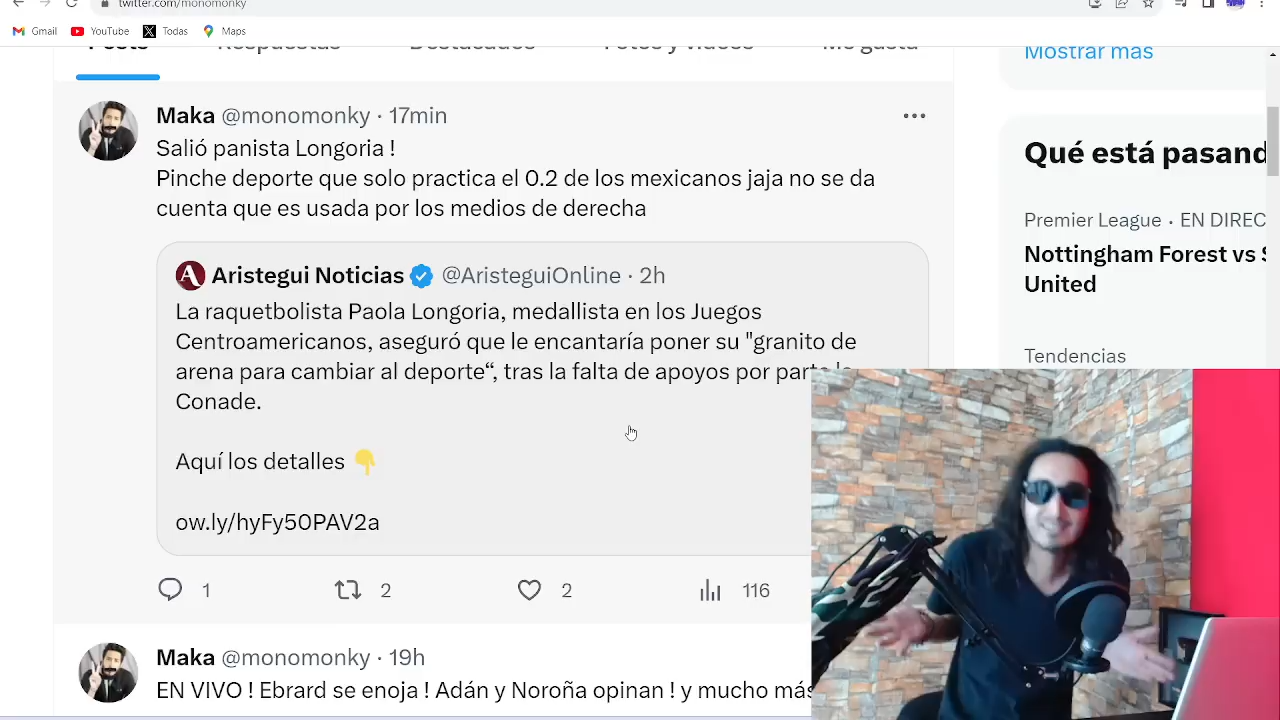 twitter.com/monomonky
Gmail YouTube Todas Maps
Posts Respuestas Destacados Fotos y videos Me gusta
Maka @monomonky · 17min
Salió panista Longoria !
Pinche deporte que solo practica el 0.2 de los mexicanos jaja no se da
cuenta que es usada por los medios de derecha
Aristegui Noticias @AristeguiOnline · 2h
La raquetbolista Paola Longoria, medallista en los Juegos
Centroamericanos, aseguró que le encantaría poner su "granito de
arena para cambiar al deporte“, tras la falta de apoyos por parte
Conade.
Aquí los detalles 👇
ow.ly/hyFy50PAV2a
1 2 2 116
Maka @monomonky · 19h
EN VIVO ! Ebrard se enoja ! Adán y Noroña opinan ! y mucho más
Mostrar más
Qué está pasand
Premier League · EN DIREC
Nottingham Forest vs S
United
Tendencias